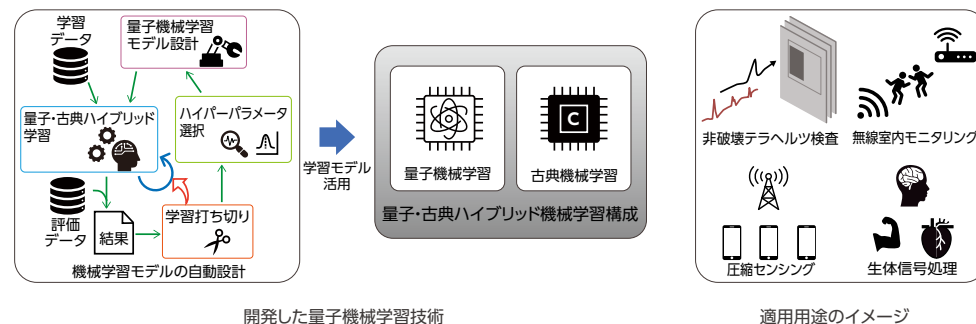 学習
データ
量子機械学習
モデル設計
量子・古典ハイブリッド
学習
ハイパーパラメータ
選択
評価
データ
結果
学習打ち切り
機械学習モデルの自動設計
学習モデル
活用
量子機械学習
C
古典機械学習
量子・古典ハイブリッド機械学習構成
非破壊テラヘルツ検査
無線室内モニタリング
圧縮センシング
生体信号処理
開発した量子機械学習技術
適用用途のイメージ